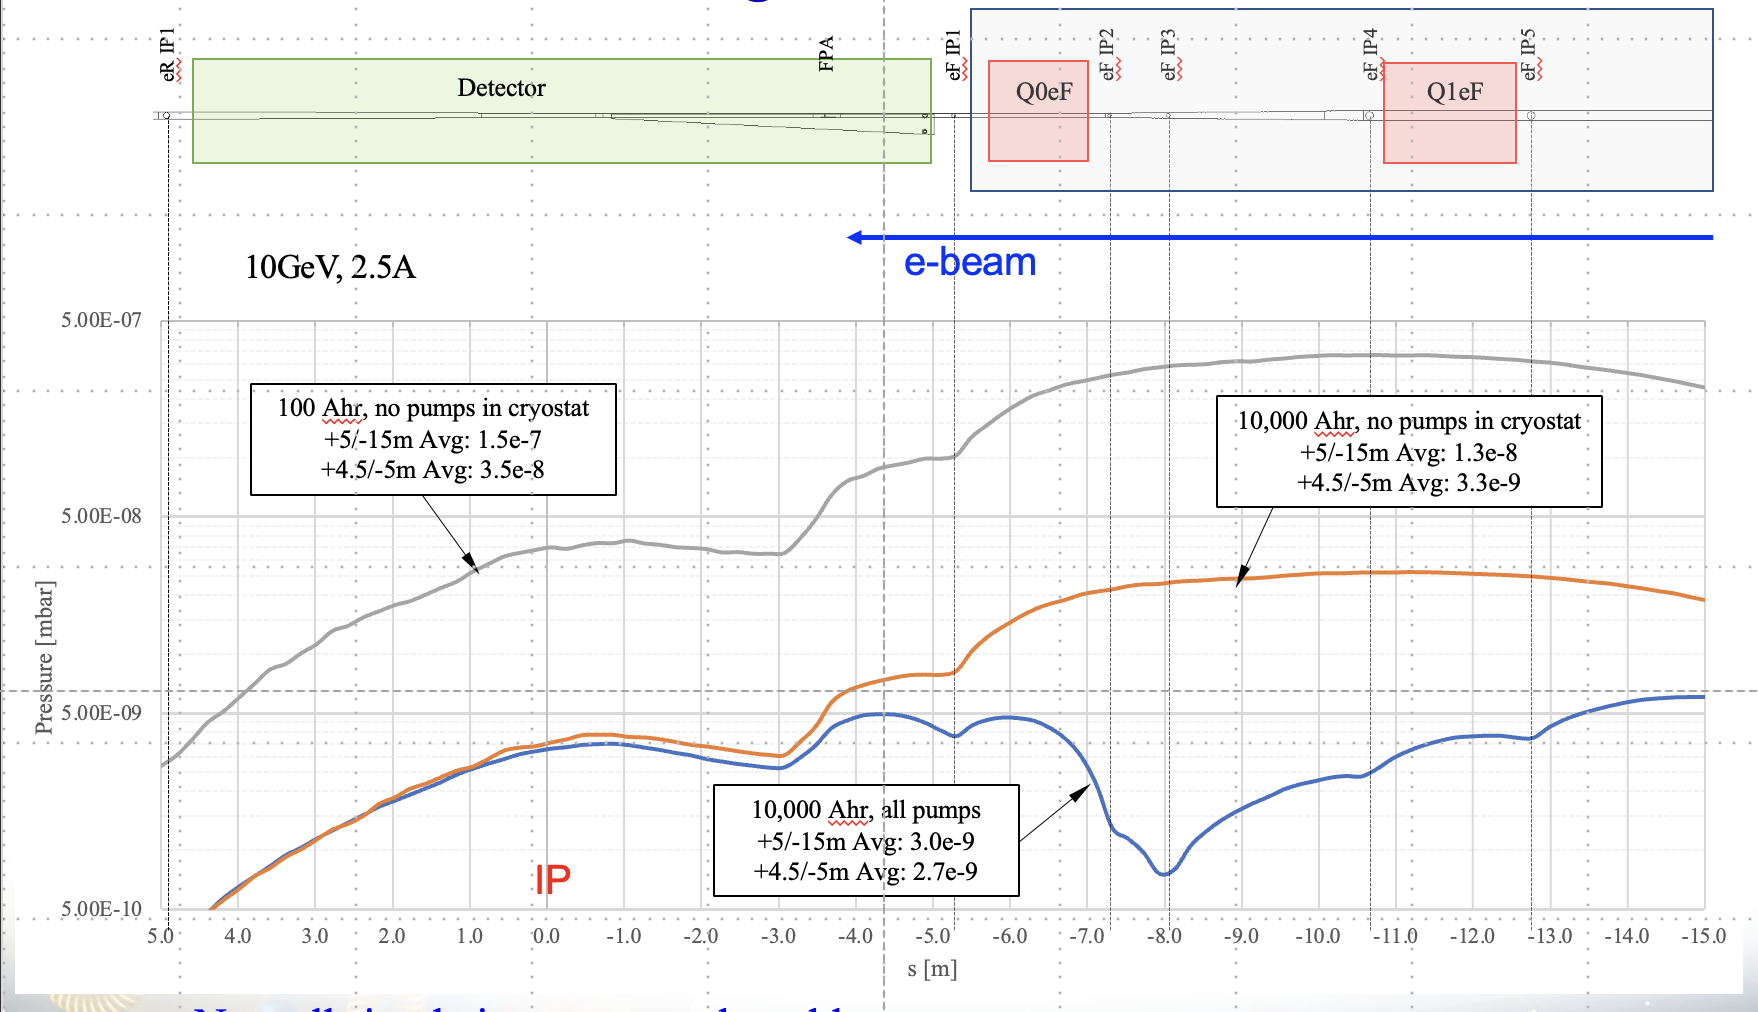 eR IP1
FPA
eF IP1
eF IP2
eF IP3
eF IP4
eF IP5
Detector
Q0eF
Q1eF
e-beam
10GeV, 2.5A
5.00E-07
5.00E-08
5.00E-09
5.00E-10
Pressure [mbar]
100 Ahr, no pumps in cryostat
+5/-15m Avg: 1.5e-7
+4.5/-5m Avg: 3.5e-8
10,000 Ahr, no pumps in cryostat
+5/-15m Avg: 1.3e-8
+4.5/-5m Avg: 3.3e-9
10,000 Ahr, all pumps
+5/-15m Avg: 3.0e-9
+4.5/-5m Avg: 2.7e-9
IP
5.0 4.0 3.0 2.0 1.0 0.0 -1.0 -2.0 -3.0 -4.0 -5.0 -6.0 -7.0 -8.0 -9.0 -10.0 -11.0 -12.0 -13.0 -14.0 -15.0
s [m]